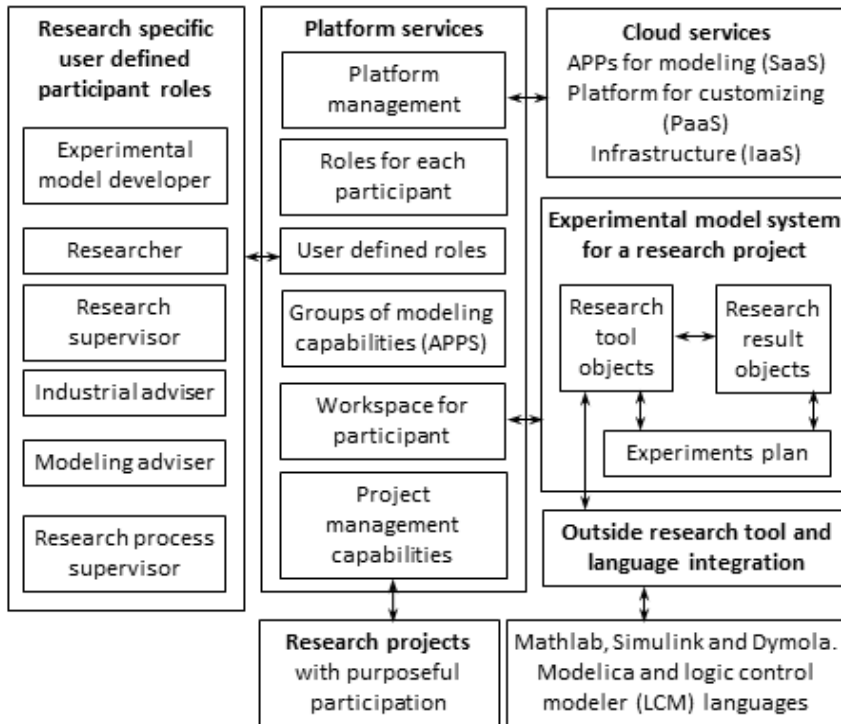 Research specific
user defined
participant roles
Experimental
model developer
Researcher
Research
supervisor
Industrial adviser
Modeling adviser
Research process
supervisor
Platform services
Platform
management
Roles for each
participant
User defined roles
Groups of modeling
capabilities (APPS)
Workspace for
participant
Project
management
capabilities
Research projects
with purposeful
participation
Cloud services
APPs for modeling (SaaS)
Platform for customizing
(PaaS)
Infrastructure (IaaS)
Experimental model system
for a research project
Research
tool
objects
Research
result
objects
Experiments plan
Outside research tool and
language integration
Mathlab, Simulink and Dymola.
Modelica and logic control
modeler (LCM) languages